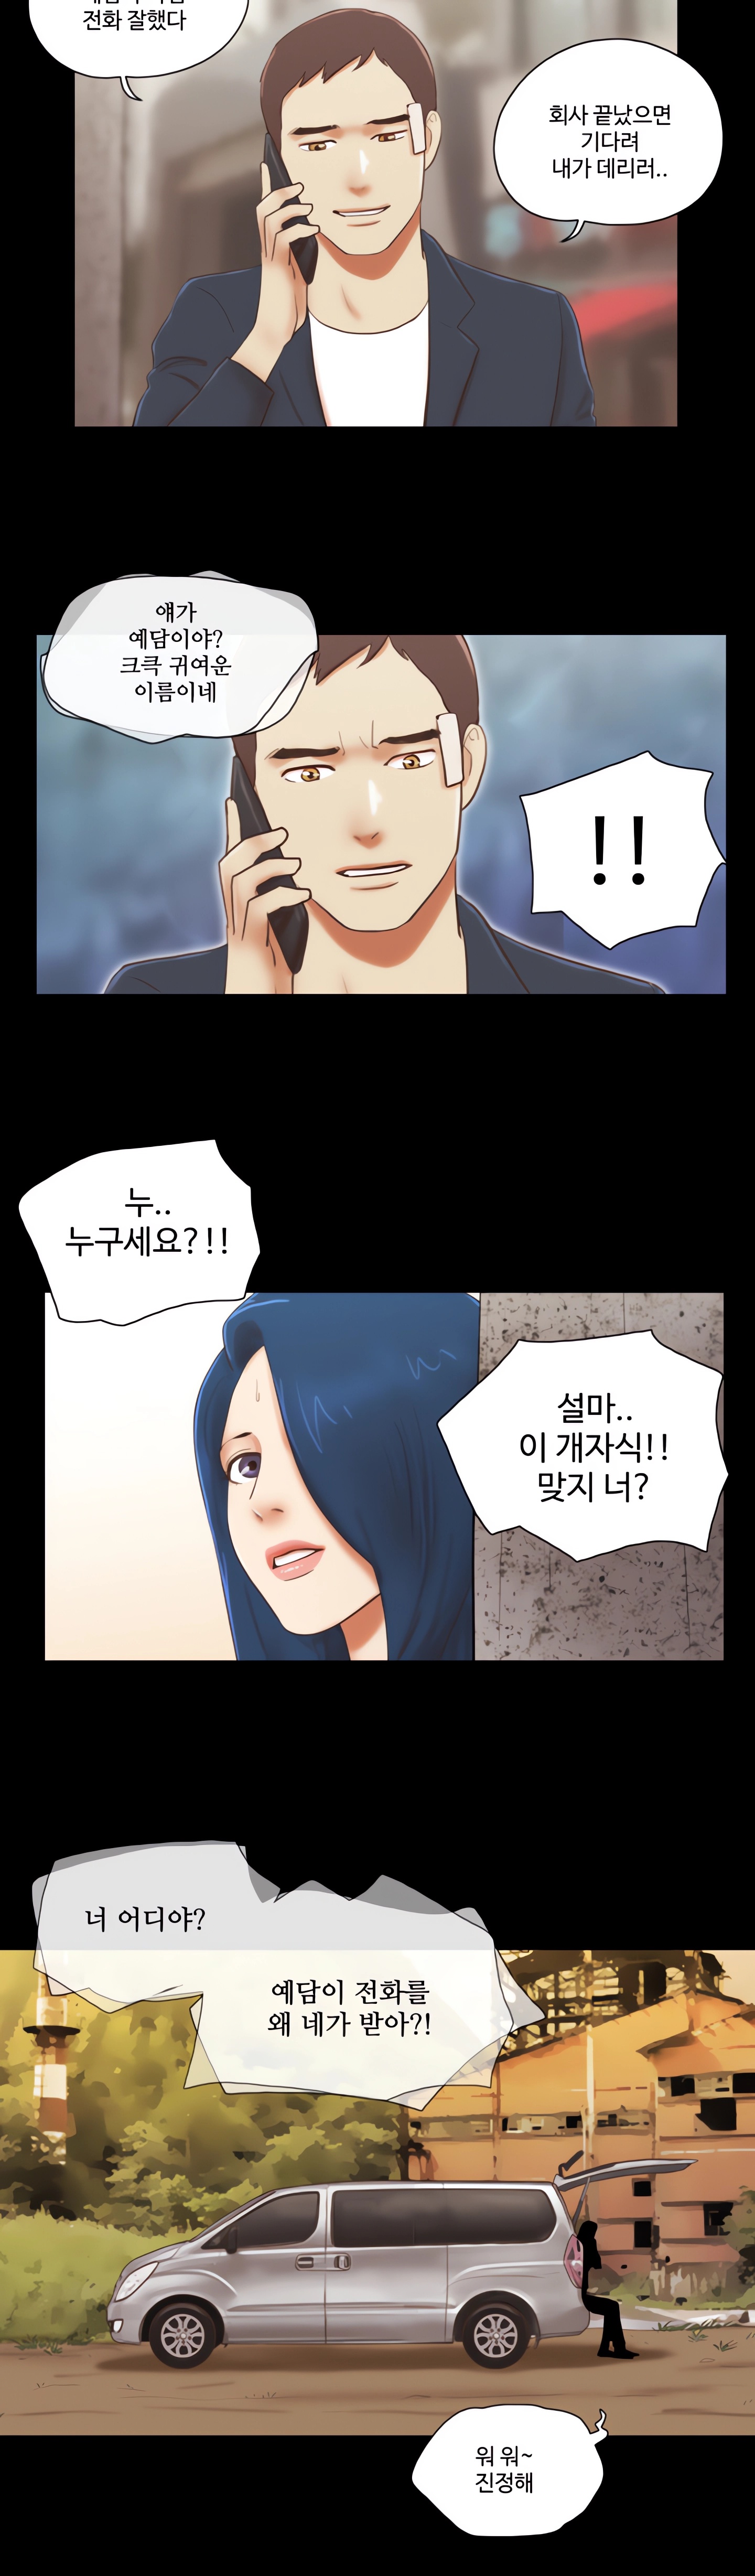 전화 잘했다
회사 끝났으면
기다려
내가 데리러..
얘가
예담이야?
크큭 귀여운
이름이네
!!
누..
누구세요?!!
설마..
이 개자식!!
맞지 너?
너 어디야?
예담이 전화를
왜 네가 받아?!
워 워~
진정해